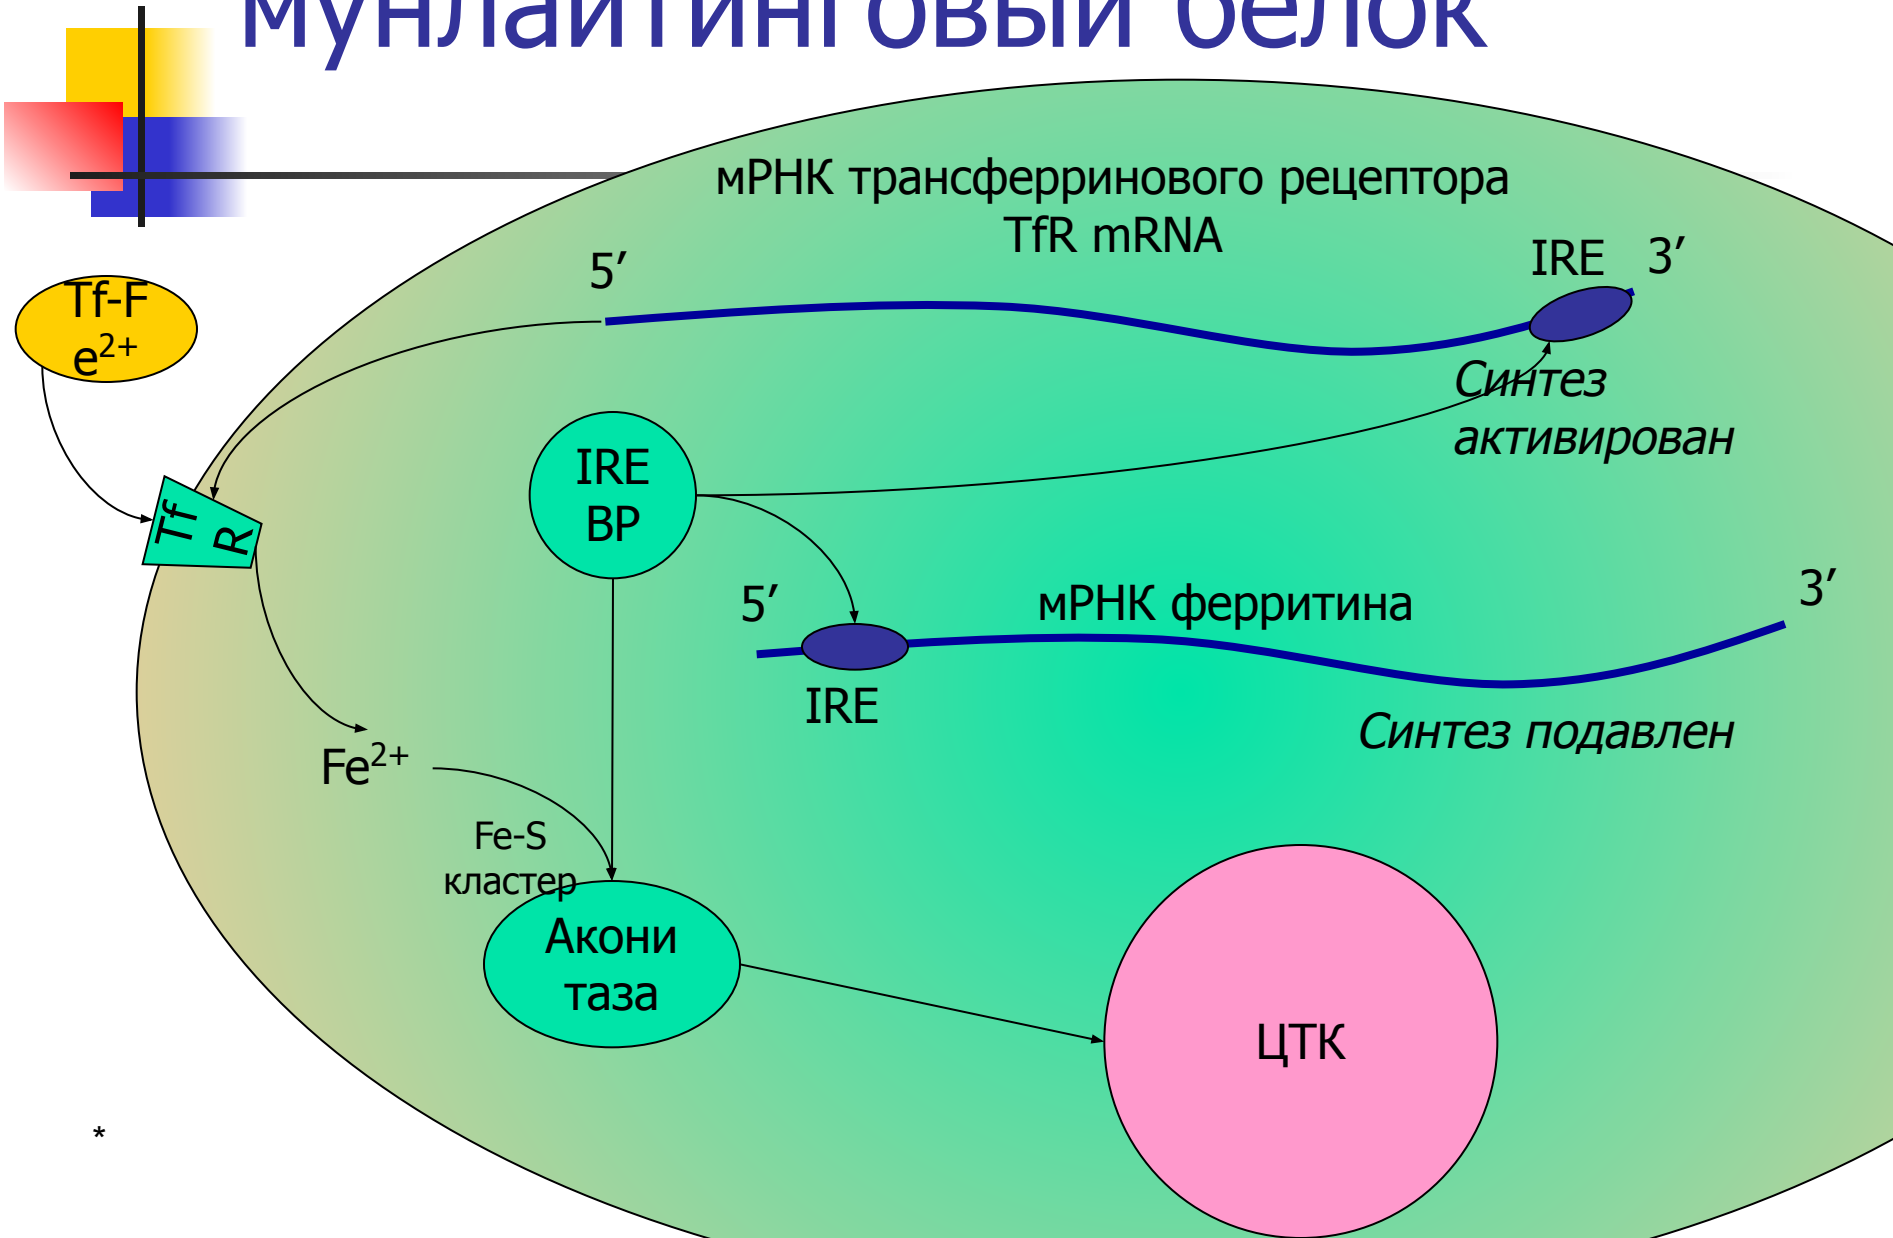 мунлайтинговый белок
мРНК трансферринового рецептора
TfR mRNA
5′
IRE 3′
Tf-F
e²⁺
Синтез
активирован
IRE
BP
Tf
R
5′
мРНК ферритина
3′
IRE
Синтез подавлен
Fe²⁺
Fe-S
кластер
Акони
таза
ЦТК
*